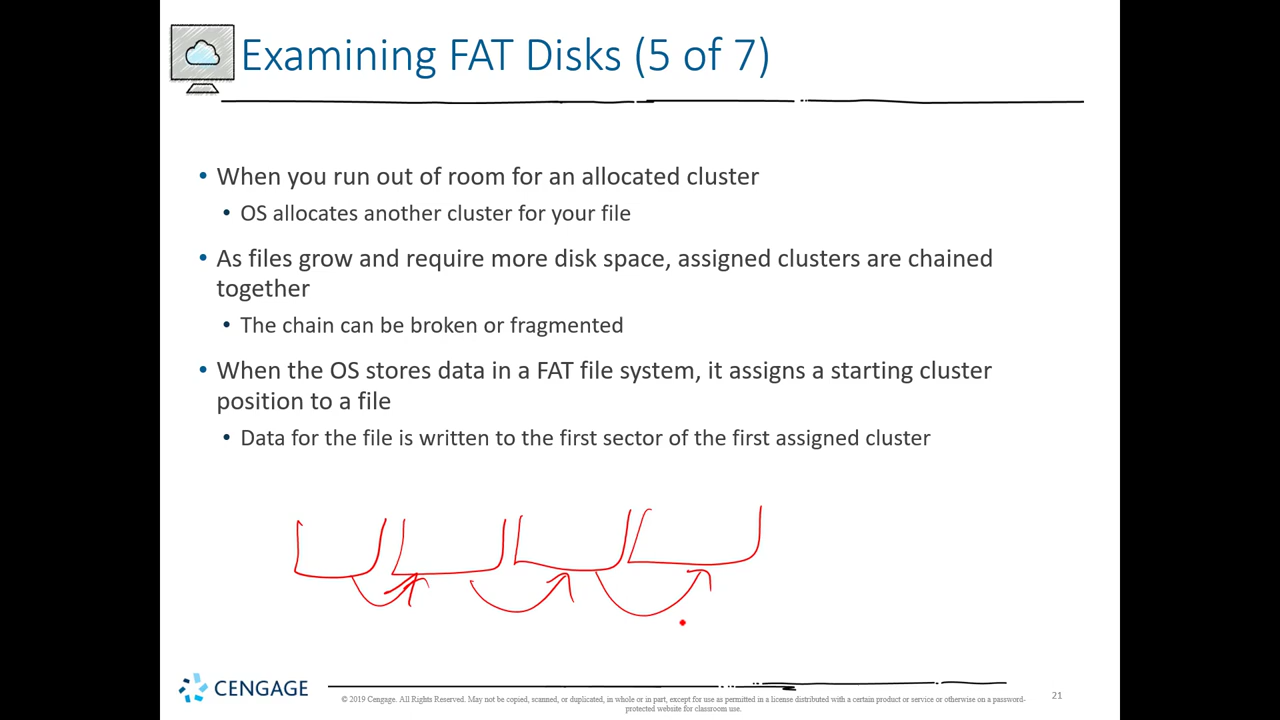 Examining FAT Disks (5 of 7)
• When you run out of room for an allocated cluster
• OS allocates another cluster for your file
• As files grow and require more disk space, assigned clusters are chained
together
• The chain can be broken or fragmented
• When the OS stores data in a FAT file system, it assigns a starting cluster
position to a file
• Data for the file is written to the first sector of the first assigned cluster
CENGAGE
© 2019 Cengage. All Rights Reserved. May not be copied, scanned, or duplicated, in whole or in part, except for use as permitted in a license distributed with a certain product or service or otherwise on a password-
protected website for classroom use.
21